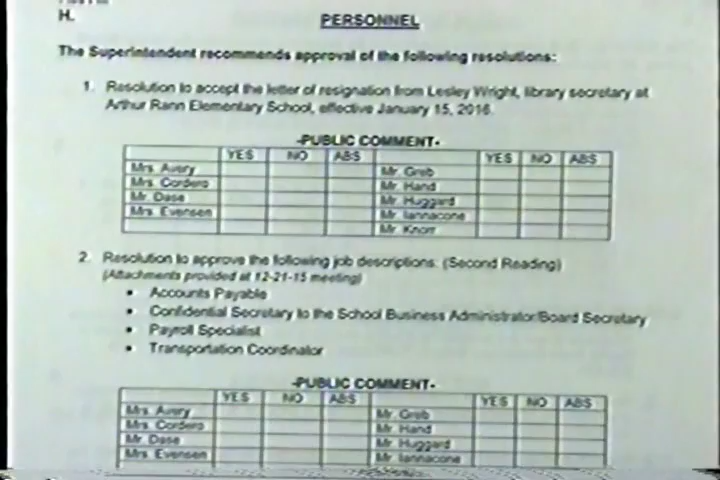 H.
PERSONNEL
The Superintendent recommends approval of the following resolutions:
1. Resolution to accept the letter of resignation from Lesley Wright, library secretary at
Arthur Rann Elementary School, effective January 15, 2016.
-PUBLIC COMMENT-
YES NO ABS YES NO ABS
Mrs. Avery Mr. Greb
Mrs. Cordero Mr. Hand
Mr. Dase Mr. Huggard
Mrs. Evensen Mr. Iannacone
Mr. Knorr
2. Resolution to approve the following job descriptions: (Second Reading)
(Attachments provided at 12-21-15 meeting)
• Accounts Payable
• Confidential Secretary to the School Business Administrator/Board Secretary
• Payroll Specialist
• Transportation Coordinator
-PUBLIC COMMENT-
YES NO ABS YES NO ABS
Mrs. Avery Mr. Greb
Mrs. Cordero Mr. Hand
Mr. Dase Mr. Huggard
Mrs. Evensen Mr. Iannacone